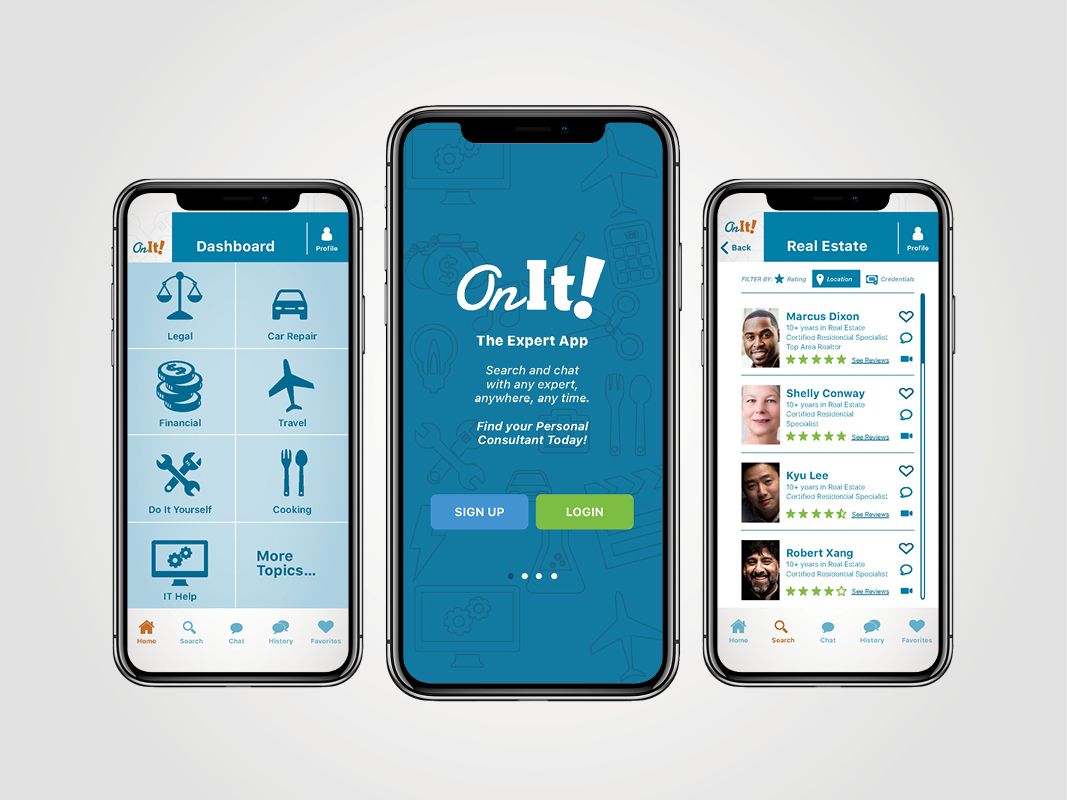 OnIt!
Dashboard
Profile
Legal
Car Repair
Financial
Travel
Do It Yourself
Cooking
IT Help
More
Topics...
Home
Search
Chat
History
Favorites
OnIt!
The Expert App
Search and chat
with any expert,
anywhere, any time.
Find your Personal
Consultant Today!
SIGN UP
LOGIN
OnIt!
Back
Real Estate
Profile
FILTER BY: Rating Location Credentials
Marcus Dixon
10+ years in Real Estate
Certified Residential Specialist
Top Area Realtor
See Reviews
Shelly Conway
10+ years in Real Estate
Certified Residential
Specialist
See Reviews
Kyu Lee
10+ years in Real Estate
Certified Residential Specialist
See Reviews
Robert Xang
10+ years in Real Estate
Certified Residential Specialist
See Reviews
Home
Search
Chat
History
Favorites